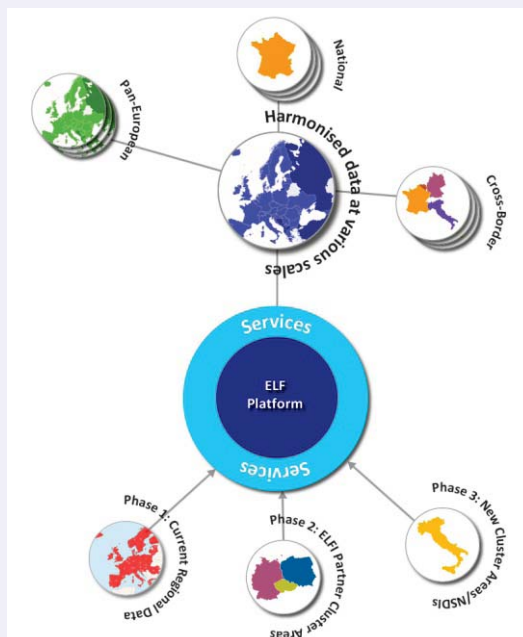 National
Pan-European
Harmonised data at various scales
Cross-Border
Services
ELF
Platform
Services
Phase 1: Current
Regional Data
Phase 2: ELFI Partner
Cluster Areas
Phase 3: New Cluster
Areas/NSDIs